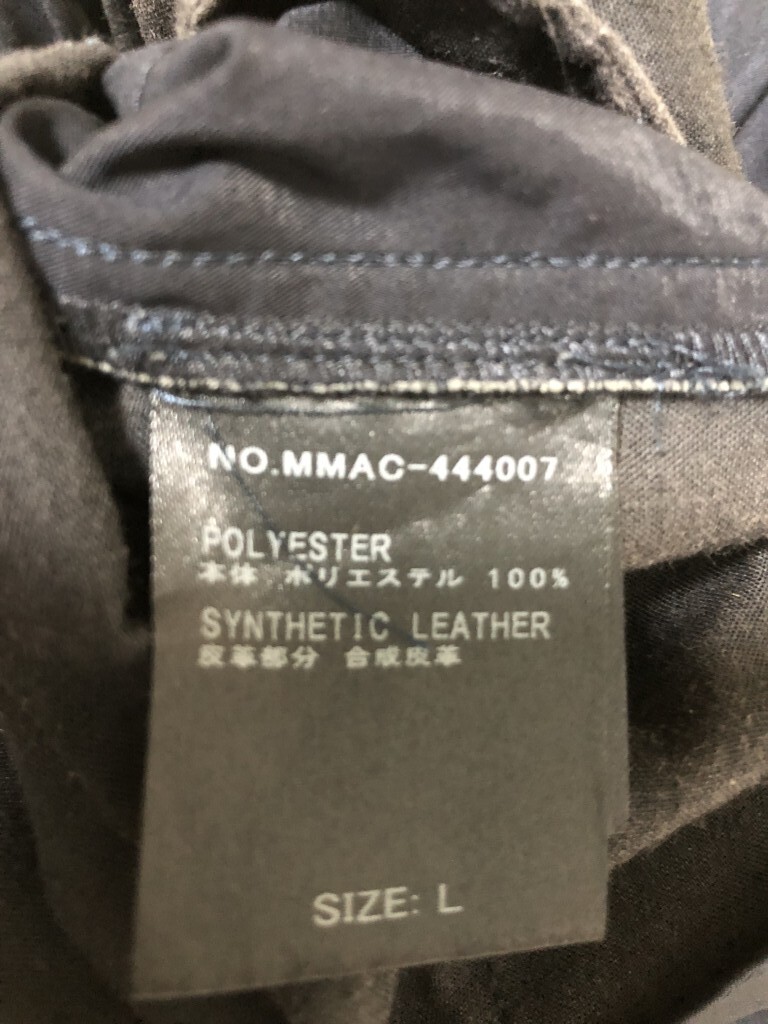 NO.MMAC-444007
POLYESTER
本体 ポリエステル 100%
SYNTHETIC LEATHER
皮革部分 合成皮革
SIZE: L